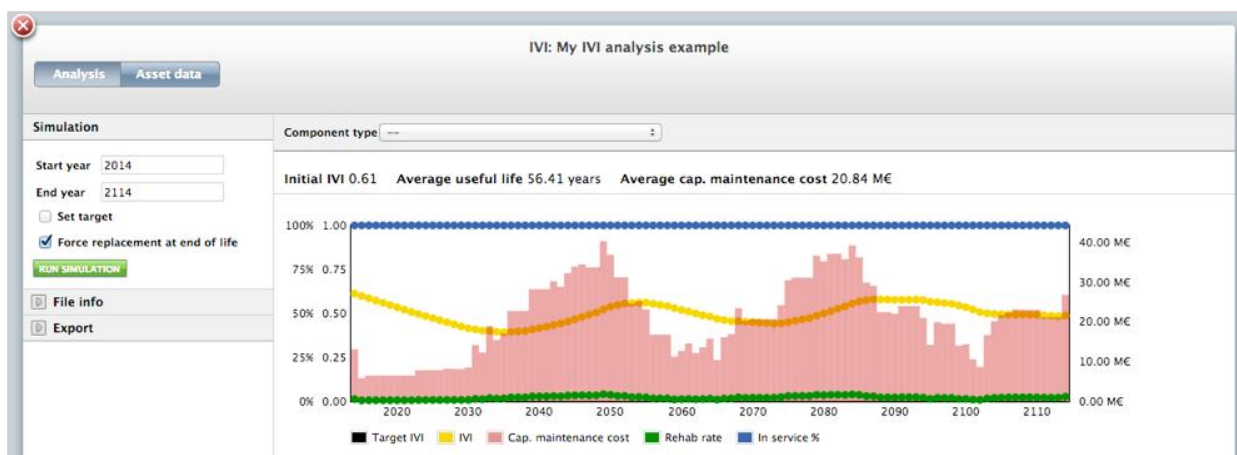 IVI: My IVI analysis example
Analysis Asset data
Simulation
Component type --
Start year 2014
End year 2114
Set target
Force replacement at end of life
RUN SIMULATION
File info
Export
Initial IVI 0.61 Average useful life 56.41 years Average cap. maintenance cost 20.84 M€
100% 1.00
75% 0.75
50% 0.50
25% 0.25
0% 0.00
40.00 M€
30.00 M€
20.00 M€
10.00 M€
0.00 M€
2020 2030 2040 2050 2060 2070 2080 2090 2100 2110
Target IVI IVI Cap. maintenance cost Rehab rate In service %